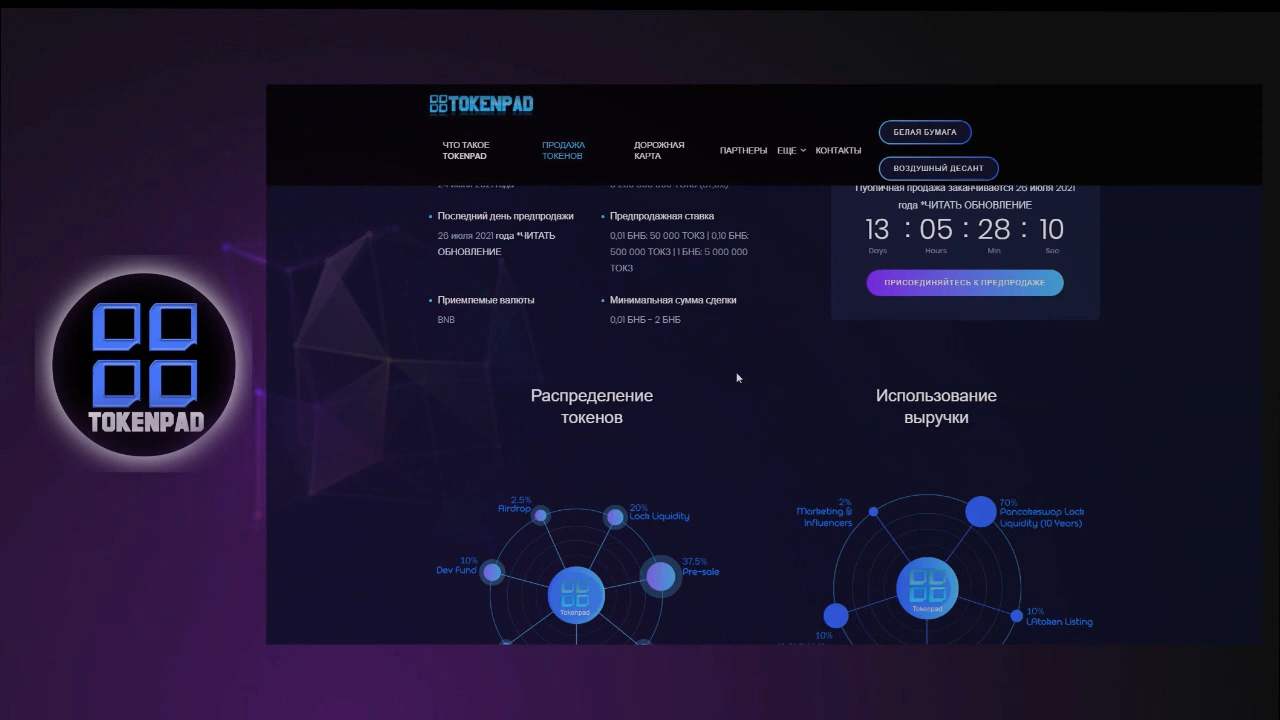 TOKENPAD
ЧТО ТАКОЕ
TOKENPAD
ПРОДАЖА
ТОКЕНОВ
ДОРОЖНАЯ
КАРТА
ПАРТНЕРЫ
ЕЩЕ
КОНТАКТЫ
БЕЛАЯ БУМАГА
ВОЗДУШНЫЙ ДЕСАНТ
Последний день предпродажи
26 июля 2021 года *ЧИТАТЬ
ОБНОВЛЕНИЕ
Предпродажная ставка
0,01 БНБ: 50 000 ТОКЗ | 0,10 БНБ:
500 000 ТОКЗ | 1 БНБ: 5 000 000
ТОКЗ
Приемлемые валюты
BNB
Минимальная сумма сделки
0,01 БНБ - 2 БНБ
Публичная продажа заканчивается 26 июля 2021
года *ЧИТАТЬ ОБНОВЛЕНИЕ
13 : 05 : 28 : 10
Days Hours Min Sec
ПРИСОЕДИНЯЙТЕСЬ К ПРЕДПРОДАЖЕ
TOKENPAD
Распределение
токенов
2.5%
Airdrop
20%
Lock Liquidity
10%
Dev Fund
37.5%
Pre-sale
Tokenpad
Использование
выручки
2%
Marketing &
Influencers
70%
Pancakeswap Lock
Liquidity (10 Years)
10%
LAtoken Listing
10%
Tokenpad